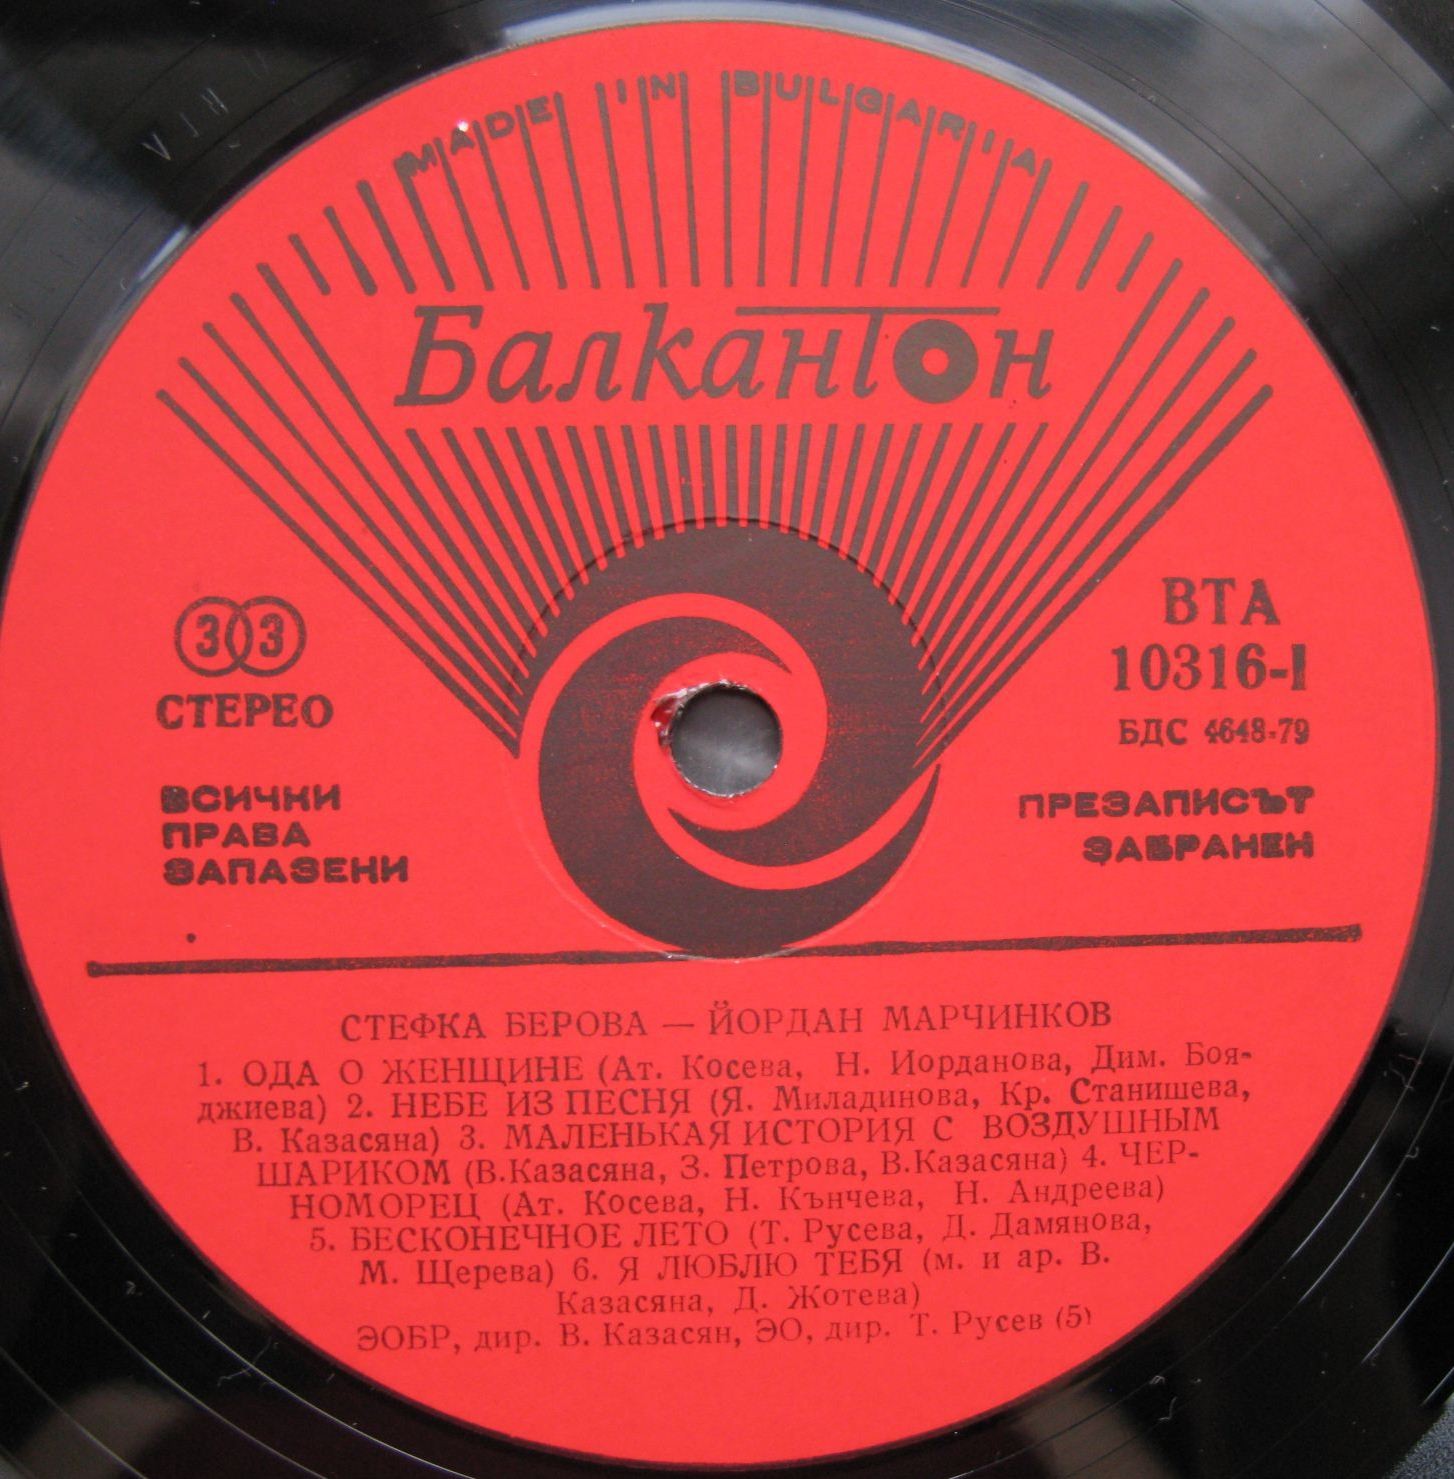 MADE IN BULGARIA
Балкантон
33
СТЕРЕО
ВТА
10316-I
БДС 4648-79
ВСИЧКИ
ПРАВА
ЗАПАЗЕНИ
ПРЕЗАПИСЪТ
ЗАБРАНЕН
СТЕФКА БЕРОВА — ЙОРДАН МАРЧИНКОВ
1. ОДА О ЖЕНЩИНЕ (Ат. Косева, Н. Иорданова, Дим. Боя-
джиева) 2. НЕБЕ ИЗ ПЕСНЯ (Я. Миладинова, Кр. Станишева,
В. Казасяна) 3. МАЛЕНЬКАЯ ИСТОРИЯ С ВОЗДУШНЫМ
ШАРИКОМ (В.Казасяна, З. Петрова, В.Казасяна) 4. ЧЕР-
НОМОРЕЦ (Ат. Косева, Н. Кънчева, Н. Андреева)
5. БЕСКОНЕЧНОЕ ЛЕТО (Т. Русева, Д. Дамянова,
М. Щерева) 6. Я ЛЮБЛЮ ТЕБЯ (м. и ар. В.
Казасяна, Д. Жотева)
ЭОБР, дир. В. Казасян, ЭО, дир. Т. Русев (5)